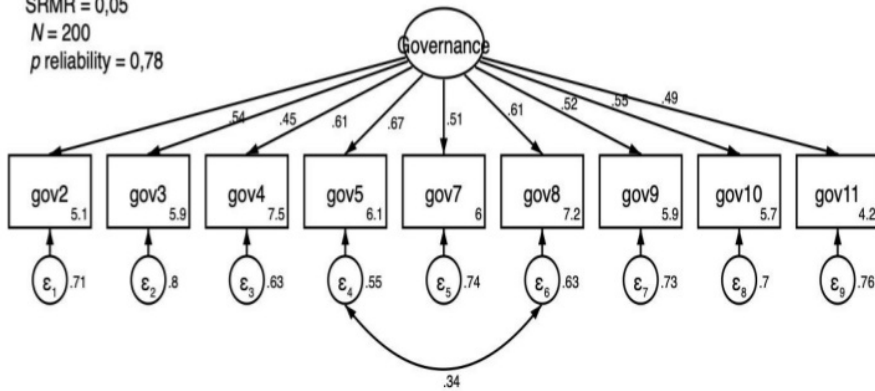 SRMR = 0,05
N = 200
p reliability = 0,78
Governance
.54 .45 .61 .67 .51 .61 .52 .55 .49
gov2 gov3 gov4 gov5 gov7 gov8 gov9 gov10 gov11
5.1 5.9 7.5 6.1 6 7.2 5.9 5.7 4.2
ε1 .71 ε2 .8 ε3 .63 ε4 .55 ε5 .74 ε6 .63 ε7 .73 ε8 .7 ε9 .76
.34